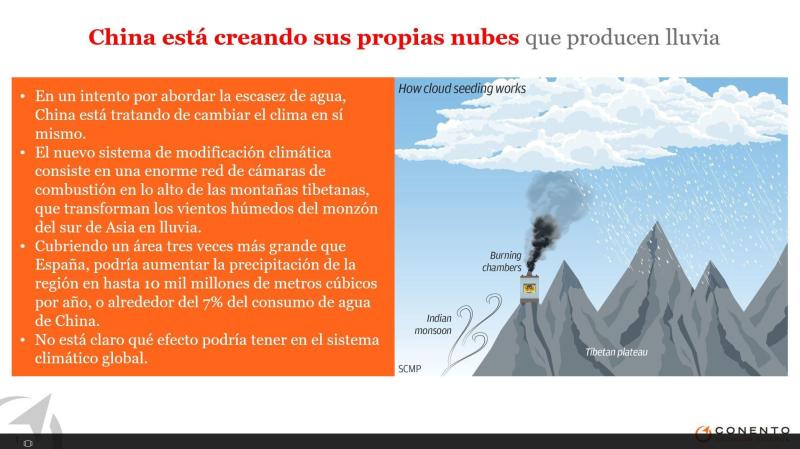 China está creando sus propias nubes que producen lluvia
• En un intento por abordar la escasez de agua,
China está tratando de cambiar el clima en sí
mismo.
• El nuevo sistema de modificación climática
consiste en una enorme red de cámaras de
combustión en lo alto de las montañas tibetanas,
que transforman los vientos húmedos del monzón
del sur de Asia en lluvia.
• Cubriendo un área tres veces más grande que
España, podría aumentar la precipitación de la
región en hasta 10 mil millones de metros cúbicos
por año, o alrededor del 7% del consumo de agua
de China.
• No está claro qué efecto podría tener en el sistema
climático global.
How cloud seeding works
Burning
chambers
Indian
monsoon
Tibetan plateau
SCMP
CONENTO